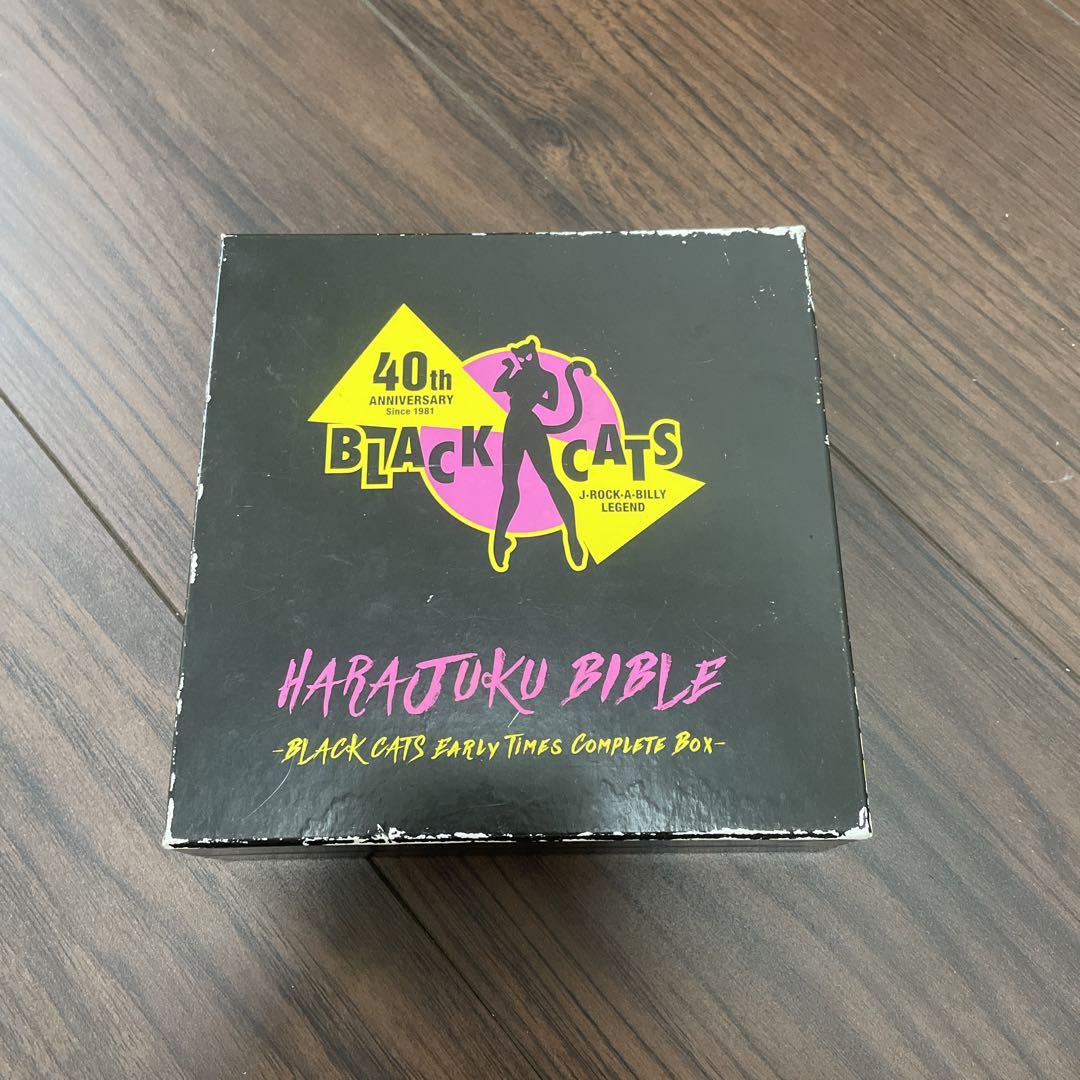 40th
ANNIVERSARY
Since 1981
BLACK CATS
J-ROCK-A-BILLY
LEGEND
HARAJUKU BIBLE
-BLACK CATS EARLY TIMES COMPLETE BOX-